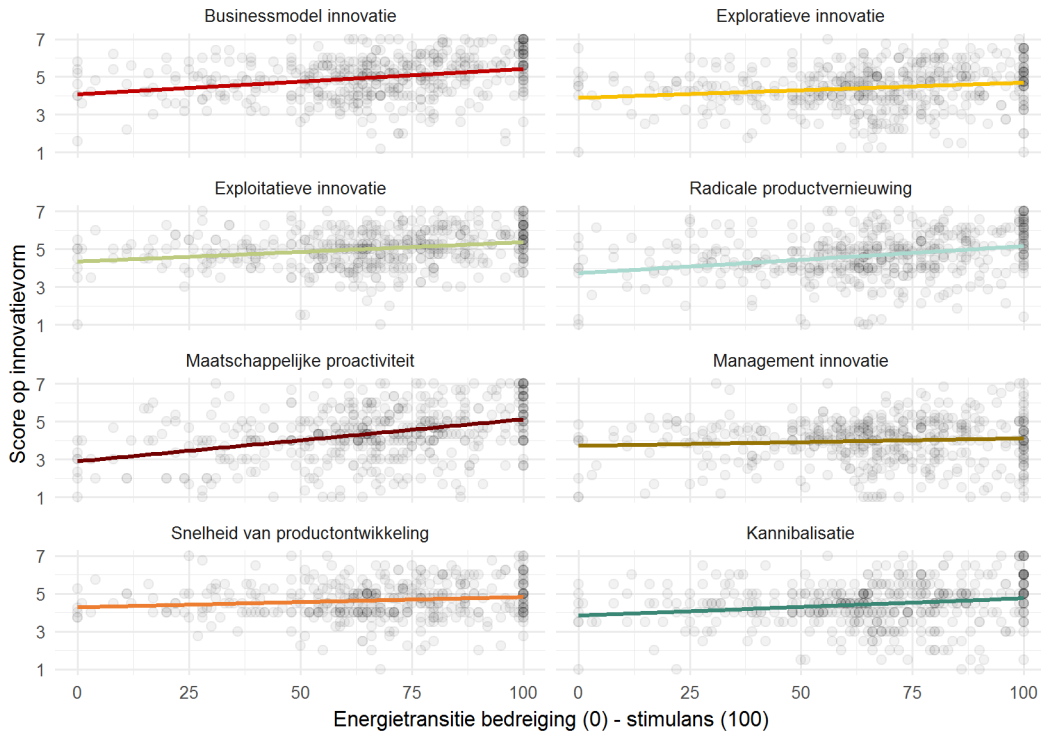 Businessmodel innovatie
Exploratieve innovatie
7
5
3
1
Exploitatieve innovatie
Radicale productvernieuwing
7
5
3
1
Maatschappelijke proactiviteit
Management innovatie
7
5
3
1
Snelheid van productontwikkeling
Kannibalisatie
7
5
3
1
0 25 50 75 100
0 25 50 75 100
Score op innovatievorm
Energietransitie bedreiging (0) - stimulans (100)